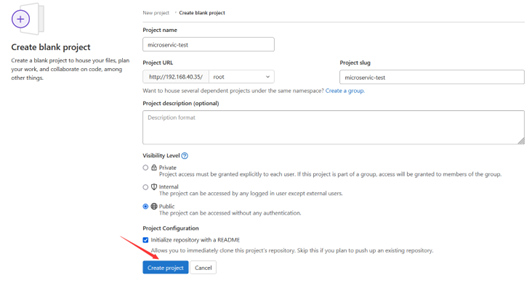 New project › Create blank project
Create blank project
Create a blank project to house your files, plan
your work, and collaborate on code, among
other things.
Project name
microservic-test
Project URL
Project slug
http://192.168.40.35/
root
microservic-test
Want to house several dependent projects under the same namespace? Create a group.
Project description (optional)
Description format
Visibility Level
Private
Project access must be granted explicitly to each user. If this project is part of a group, access will be granted to members of the group.
Internal
The project can be accessed by any logged in user except external users.
Public
The project can be accessed without any authentication.
Project Configuration
Initialize repository with a README
Allows you to immediately clone this project's repository. Skip this if you plan to push up an existing repository.
Create project
Cancel